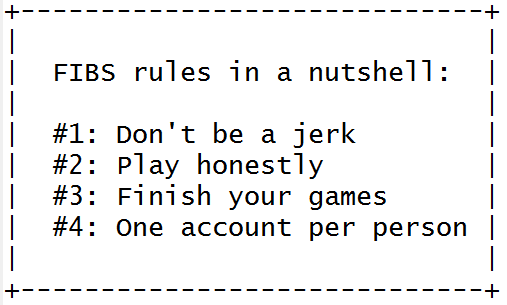 FIBS rules in a nutshell:
#1: Don't be a jerk
#2: Play honestly
#3: Finish your games
#4: One account per person